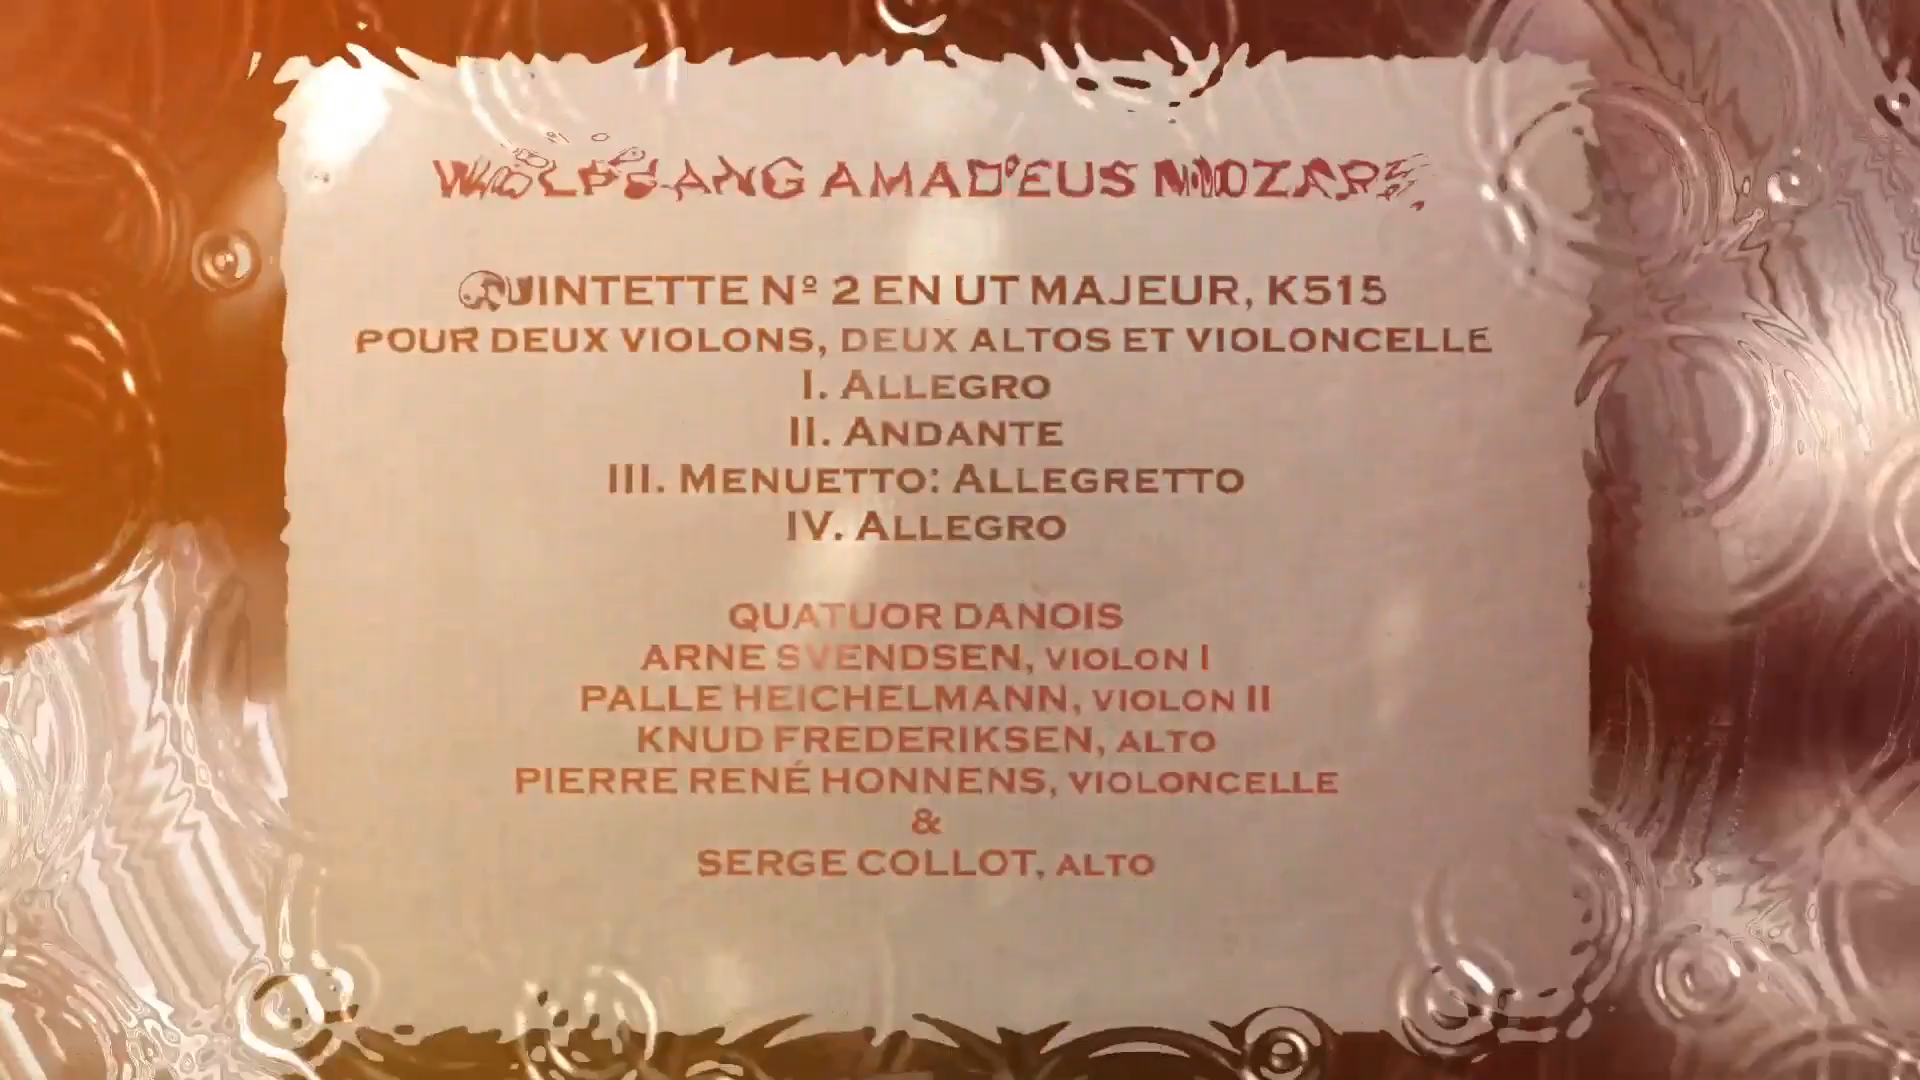 WOLFGANG AMADEUS MOZART
QUINTETTE Nº 2 EN UT MAJEUR, K515
POUR DEUX VIOLONS, DEUX ALTOS ET VIOLONCELLE
I. ALLEGRO
II. ANDANTE
III. MENUETTO: ALLEGRETTO
IV. ALLEGRO
QUATUOR DANOIS
ARNE SVENDSEN, VIOLON I
PALLE HEICHELMANN, VIOLON II
KNUD FREDERIKSEN, ALTO
PIERRE RENÉ HONNENS, VIOLONCELLE
&
SERGE COLLOT, ALTO